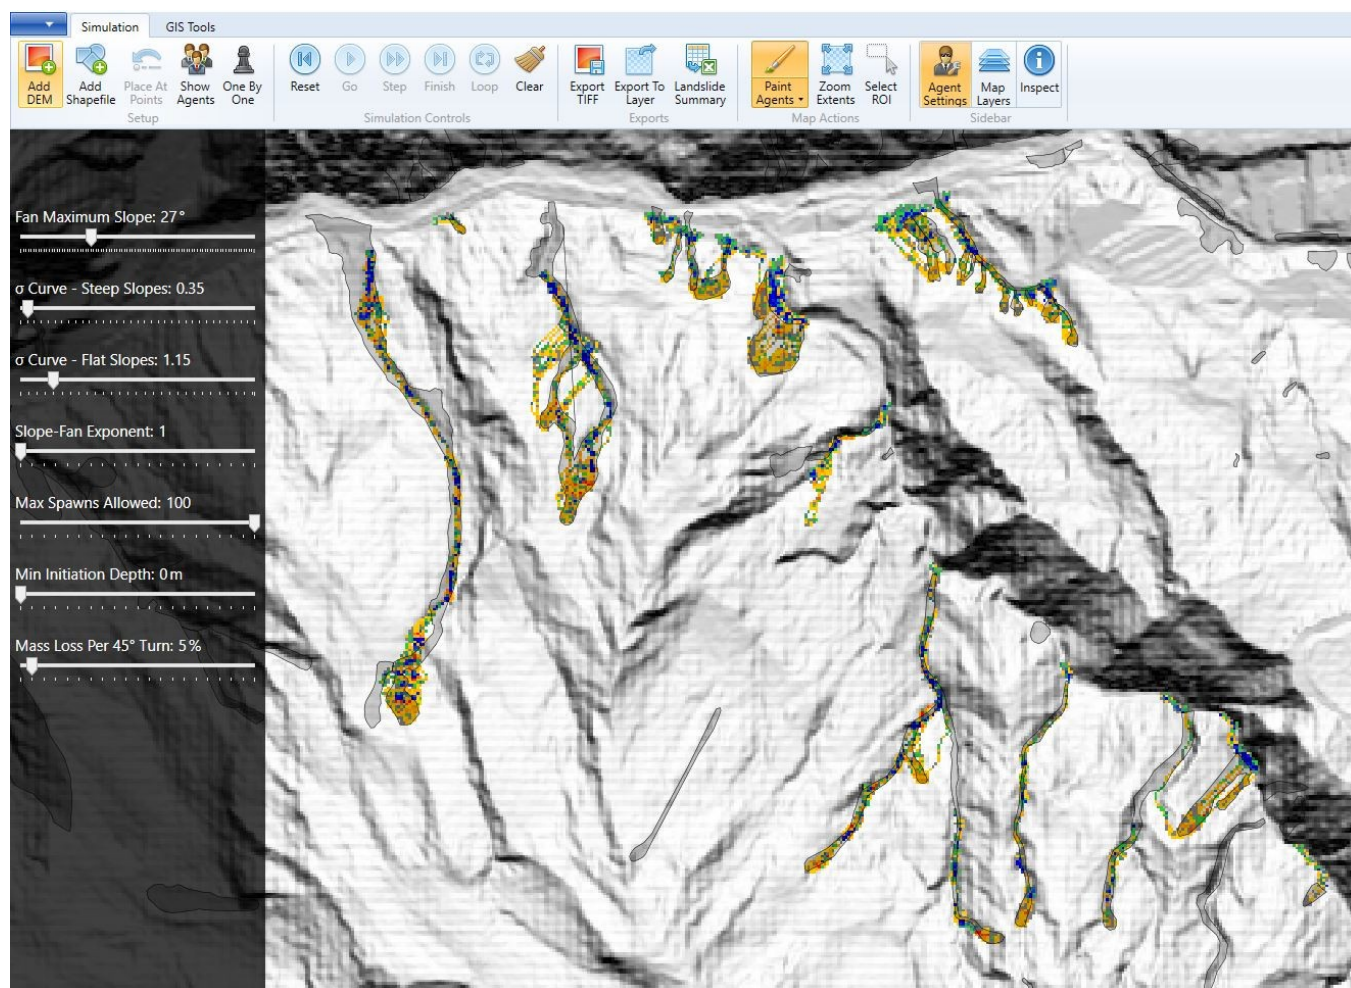 Simulation GIS Tools
Add DEM
Add Shapefile
Place At Points
Show Agents
One By One
Reset
Go
Step
Finish
Loop
Clear
Export TIFF
Export To Layer
Landslide Summary
Paint Agents
Zoom Extents
Select ROI
Agent Settings
Map Layers
Inspect
Setup
Simulation Controls
Exports
Map Actions
Sidebar
Fan Maximum Slope: 27°
σ Curve - Steep Slopes: 0.35
σ Curve - Flat Slopes: 1.15
Slope-Fan Exponent: 1
Max Spawns Allowed: 100
Min Initiation Depth: 0 m
Mass Loss Per 45° Turn: 5 %